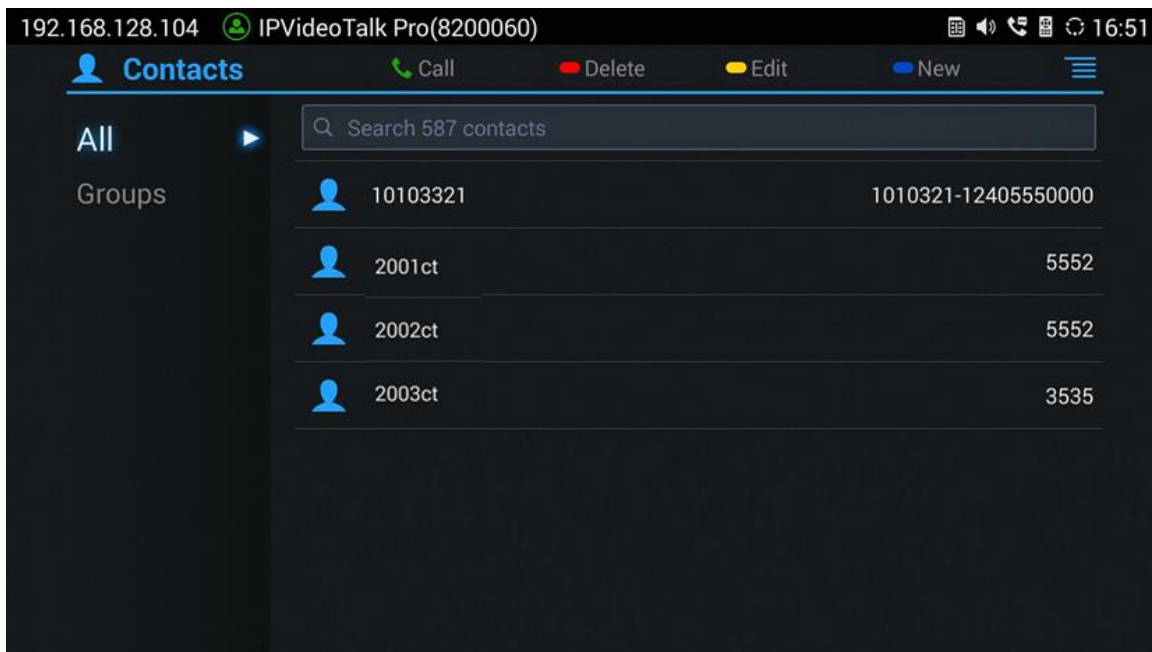 192.168.128.104 IPVideoTalk Pro(8200060) 16:51
Contacts Call Delete Edit New
All
Search 587 contacts
Groups
10103321 1010321-12405550000
2001ct 5552
2002ct 5552
2003ct 3535